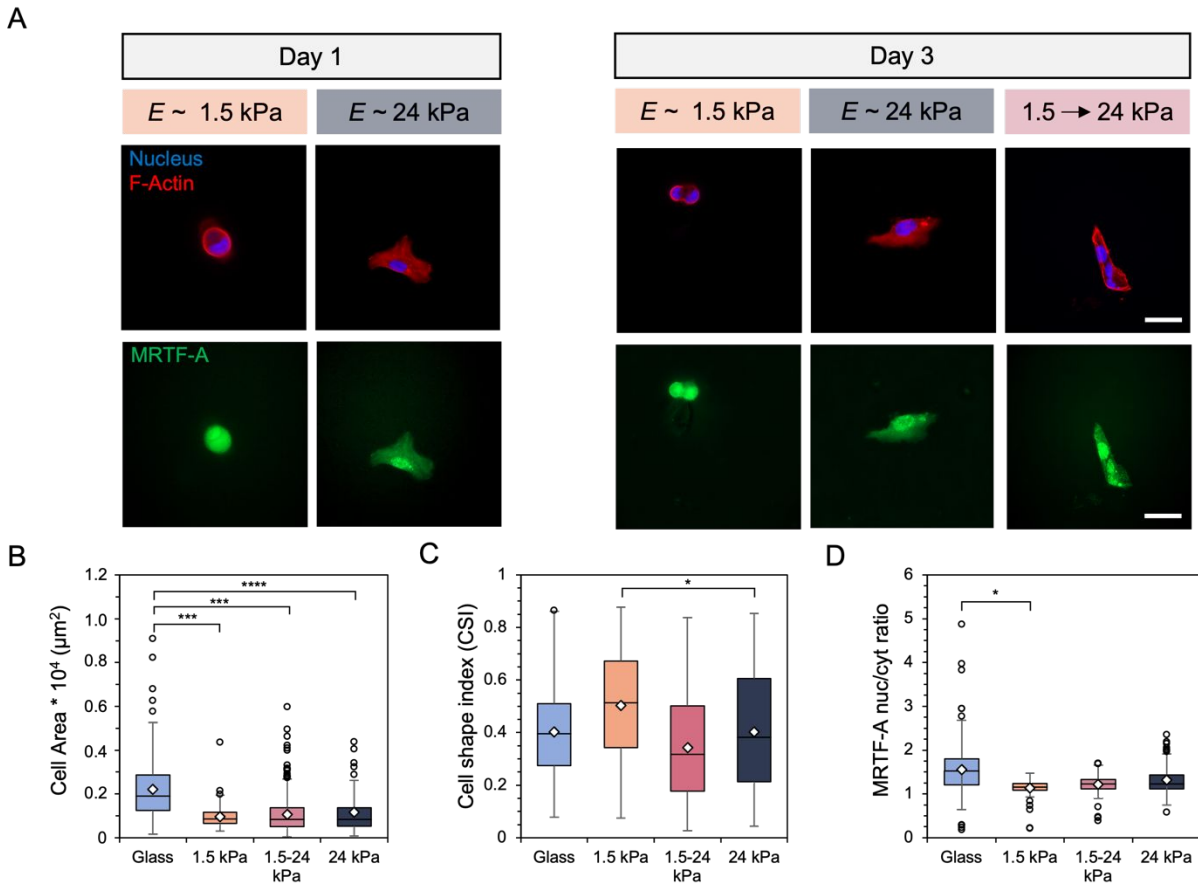 A
Day 1
Day 3
E ~ 1.5 kPa
E ~ 24 kPa
E ~ 1.5 kPa
E ~ 24 kPa
1.5 → 24 kPa
Nucleus
F-Actin
MRTF-A
B
Cell Area * 10⁴ (µm²)
1.2
1.0
0.8
0.6
0.4
0.2
0
****
***
***
Glass
1.5 kPa
1.5-24
kPa
24 kPa
C
Cell shape index (CSI)
1
0.8
0.6
0.4
0.2
0
*
Glass
1.5 kPa
1.5-24
kPa
24 kPa
D
MRTF-A nuc/cyt ratio
6
5
4
3
2
1
0
*
Glass
1.5 kPa
1.5-24
kPa
24 kPa